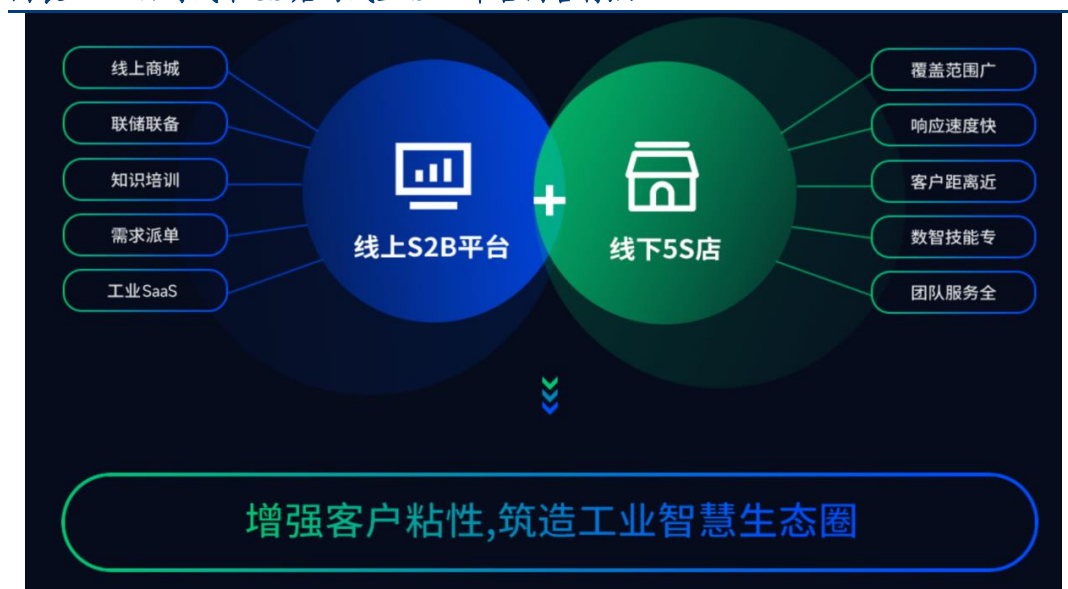 线上商城
联储联备
知识培训
需求派单
工业SaaS
线上S2B平台
+
线下5S店
覆盖范围广
响应速度快
客户距离近
数智技能专
团队服务全
增强客户粘性,筑造工业智慧生态圈